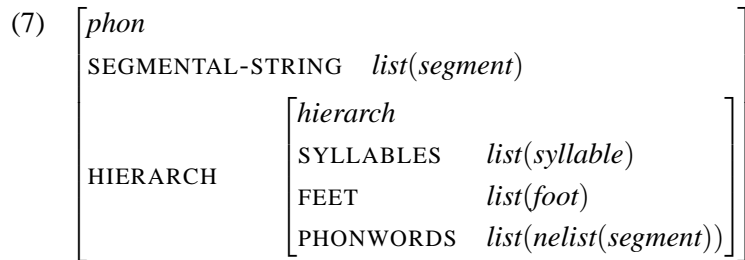 (7) phon
SEGMENTAL-STRING list(segment)
hierarch
SYLLABLES list(syllable)
HIERARCH
FEET list(foot)
PHONWORDS list(nelist(segment))